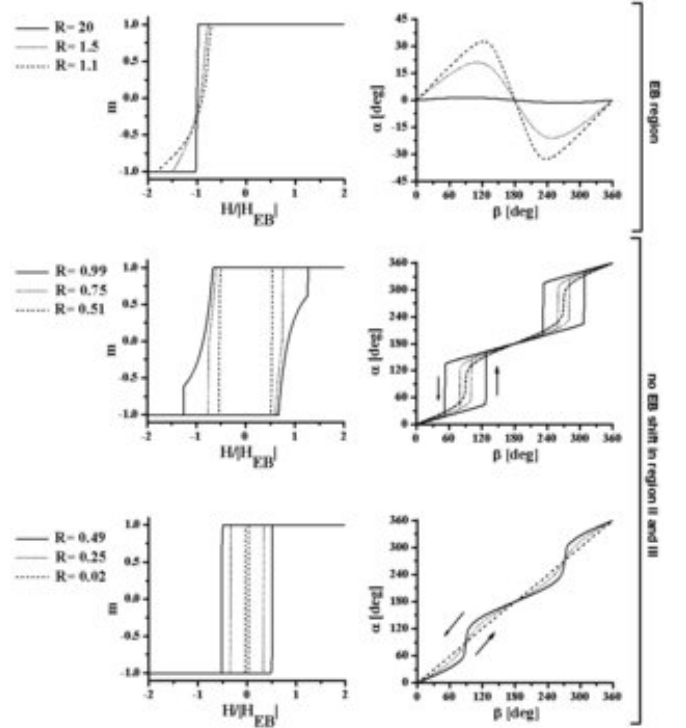 R= 20
R= 1.5
R= 1.1
m
1.0
0.5
0.0
-0.5
-1.0
-2 -1 0 1 2
H/|H_EB|
α [deg]
45
30
15
0
-15
-30
-45
0 60 120 180 240 300 360
β [deg]
EB region
R= 0.99
R= 0.75
R= 0.51
m
1.0
0.5
0.0
-0.5
-1.0
-2 -1 0 1 2
H/|H_EB|
α [deg]
360
300
240
180
120
60
0
0 60 120 180 240 300 360
β [deg]
R= 0.49
R= 0.25
R= 0.02
m
1.0
0.5
0.0
-0.5
-1.0
-2 -1 0 1 2
H/|H_EB|
α [deg]
360
300
240
180
120
60
0
0 60 120 180 240 300 360
β [deg]
no EB shift in region II and III